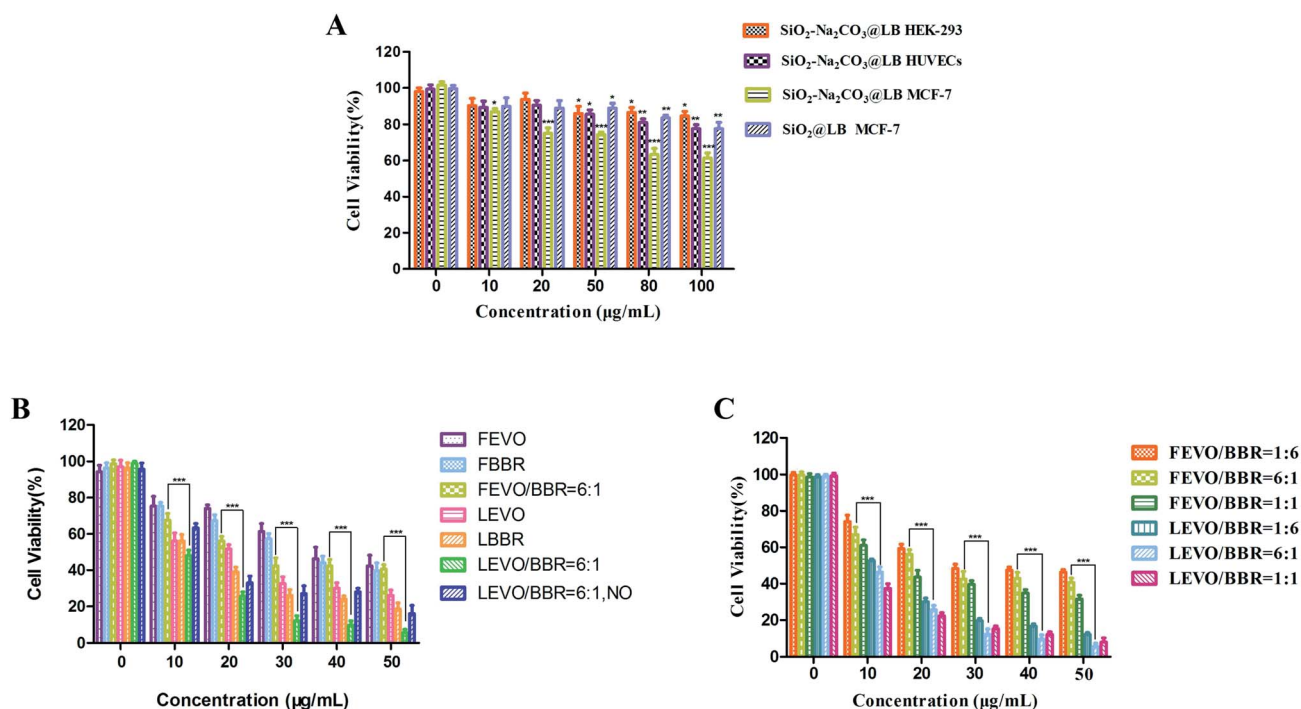 A
SiO₂-Na₂CO₃@LB HEK-293
SiO₂-Na₂CO₃@LB HUVECs
SiO₂-Na₂CO₃@LB MCF-7
SiO₂@LB MCF-7
Cell Viability(%)
120
100
80
60
40
20
0
* *** * * * *** * * ** *** ** * ** *** **
0 10 20 50 80 100
Concentration (µg/mL)
B
FEVO
FBBR
FEVO/BBR=6:1
LEVO
LBBR
LEVO/BBR=6:1
LEVO/BBR=6:1,NO
Cell Viability(%)
120
100
80
60
40
20
0
*** *** *** *** ***
0 10 20 30 40 50
Concentration (µg/mL)
C
FEVO/BBR=1:6
FEVO/BBR=6:1
FEVO/BBR=1:1
LEVO/BBR=1:6
LEVO/BBR=6:1
LEVO/BBR=1:1
Cell Viability(%)
120
100
80
60
40
20
0
*** *** *** *** ***
0 10 20 30 40 50
Concentration (µg/mL)